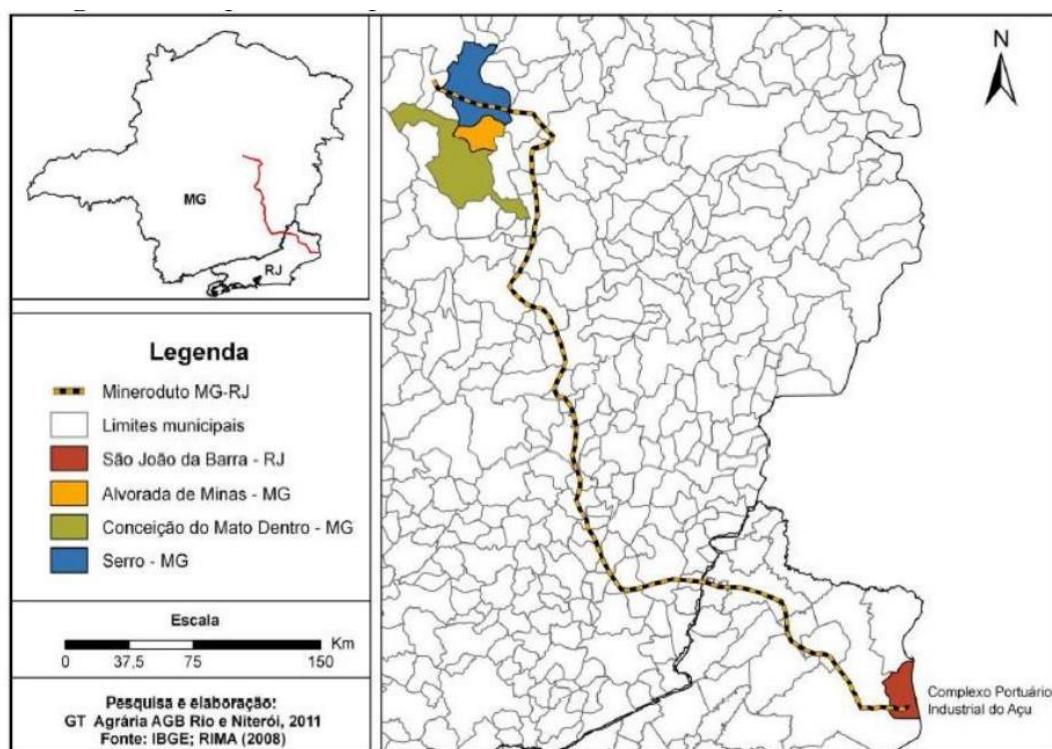 MG
RJ
N
Legenda
Mineroduto MG-RJ
Limites municipais
São João da Barra - RJ
Alvorada de Minas - MG
Conceição do Mato Dentro - MG
Serro - MG
Escala
Km
0 37,5 75 150
Pesquisa e elaboração:
GT Agrária AGB Rio e Niterói, 2011
Fonte: IBGE; RIMA (2008)
Complexo Portuário
Industrial do Açu